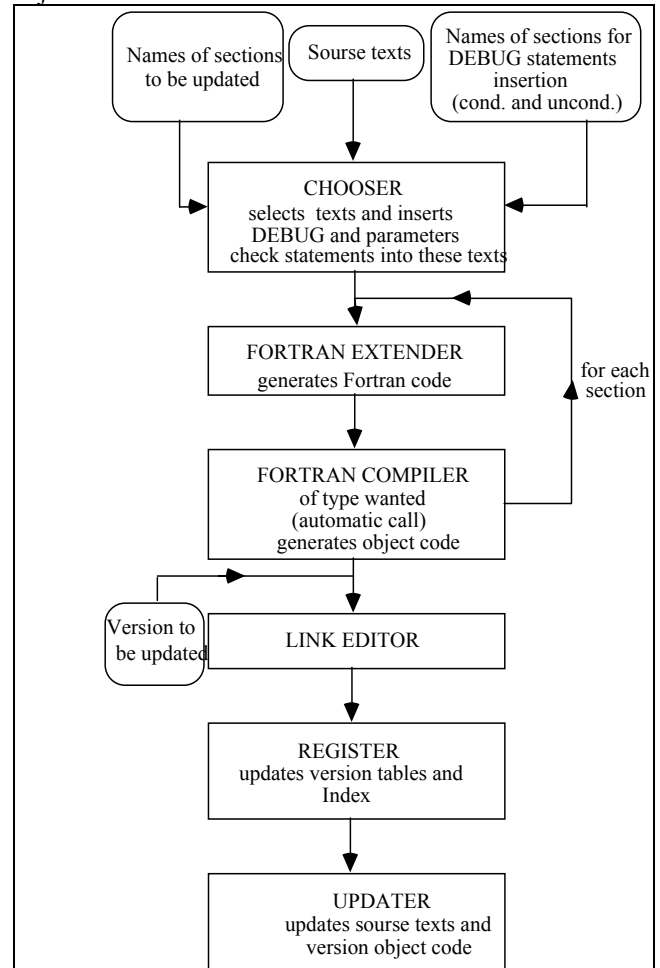 Names of sections
to be updated
Sourse texts
Names of sections for
DEBUG statements
insertion
(cond. and uncond.)
CHOOSER
selects texts and inserts
DEBUG and parameters
check statements into these texts
FORTRAN EXTENDER
generates Fortran code
for each
section
FORTRAN COMPILER
of type wanted
(automatic call)
generates object code
Version to
be updated
LINK EDITOR
REGISTER
updates version tables and
Index
UPDATER
updates sourse texts and
version object code